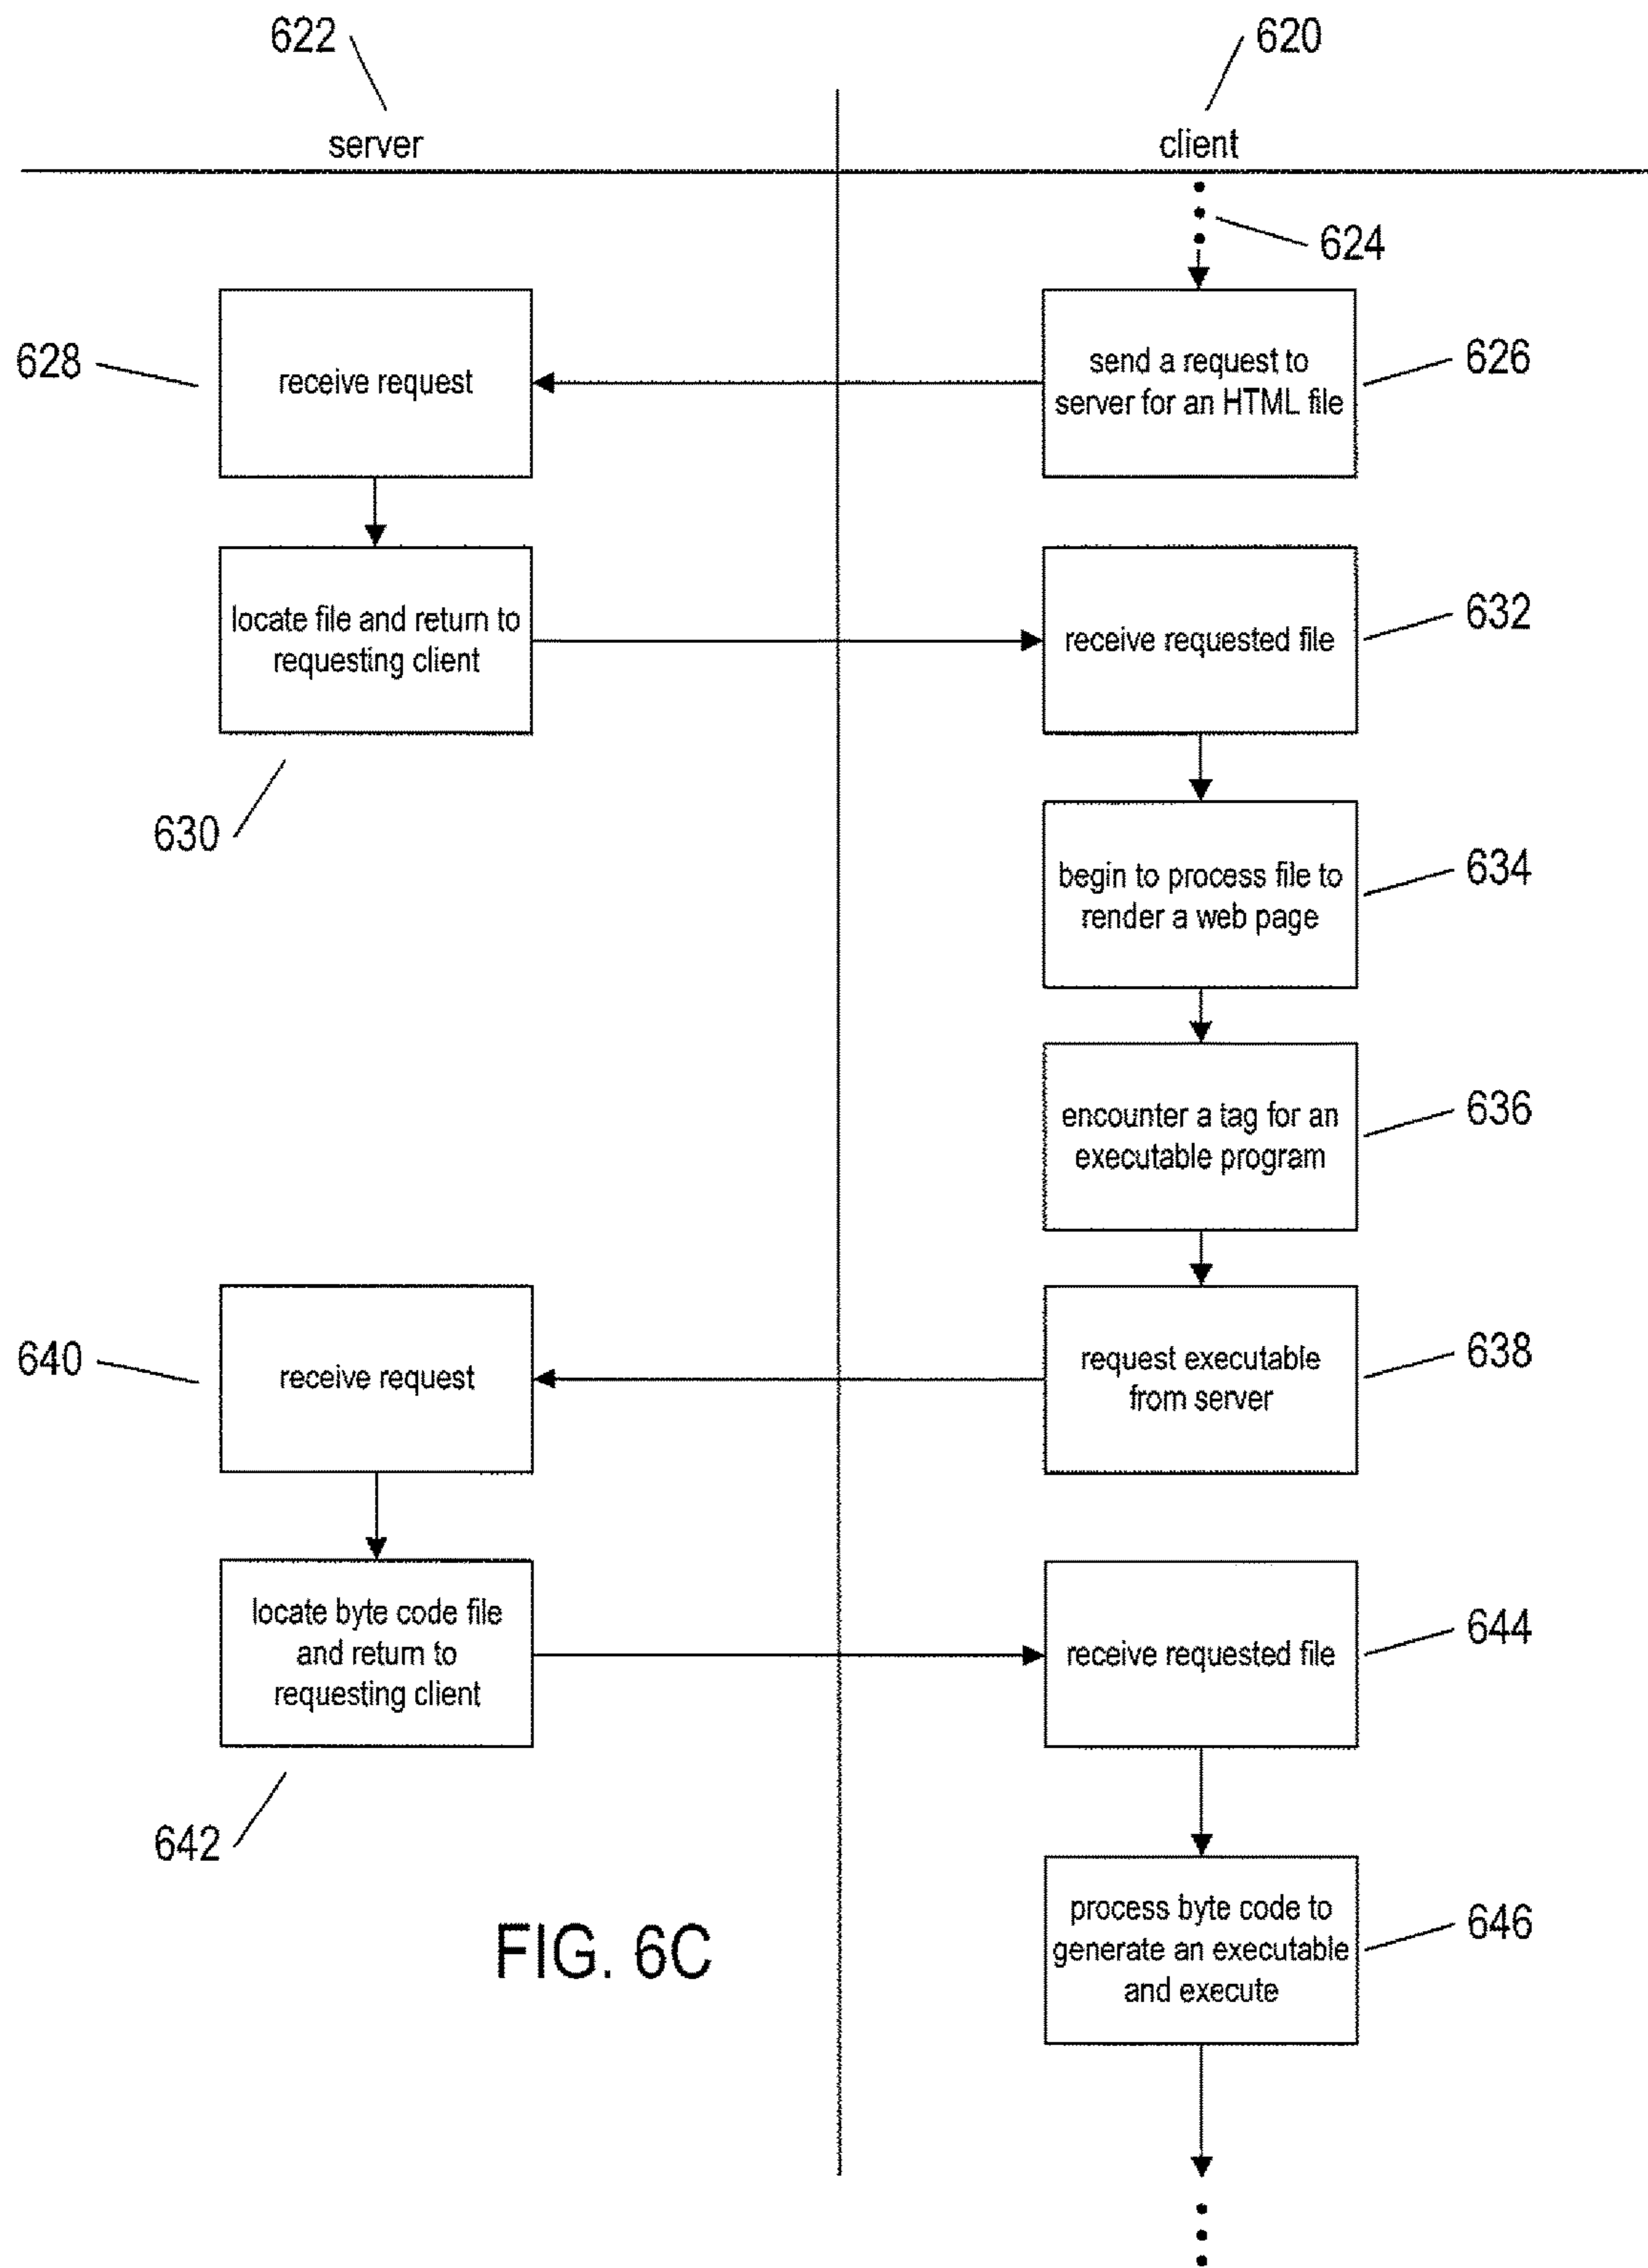 622
620
server
client
624
628
receive request
send a request to
server for an HTML file
626
locate file and return to
requesting client
receive requested file
632
630
begin to process file to
render a web page
634
encounter a tag for an
executable program
636
640
receive request
request executable
from server
638
locate byte code file
and return to
requesting client
receive requested file
644
642
process byte code to
generate an executable
and execute
646
FIG. 6C